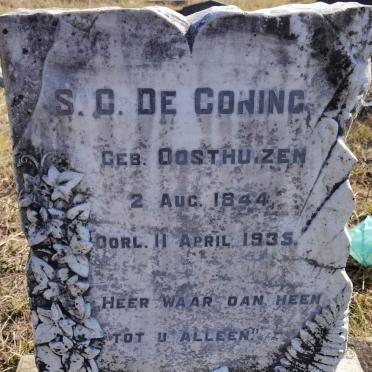 S. C. DE CONING
GEB. OOSTHUIZEN
2 AUG. 1844,
OORL. 11 APRIL 1935.
HEER WAAR DAN HEEN
TOT U ALLEEN."